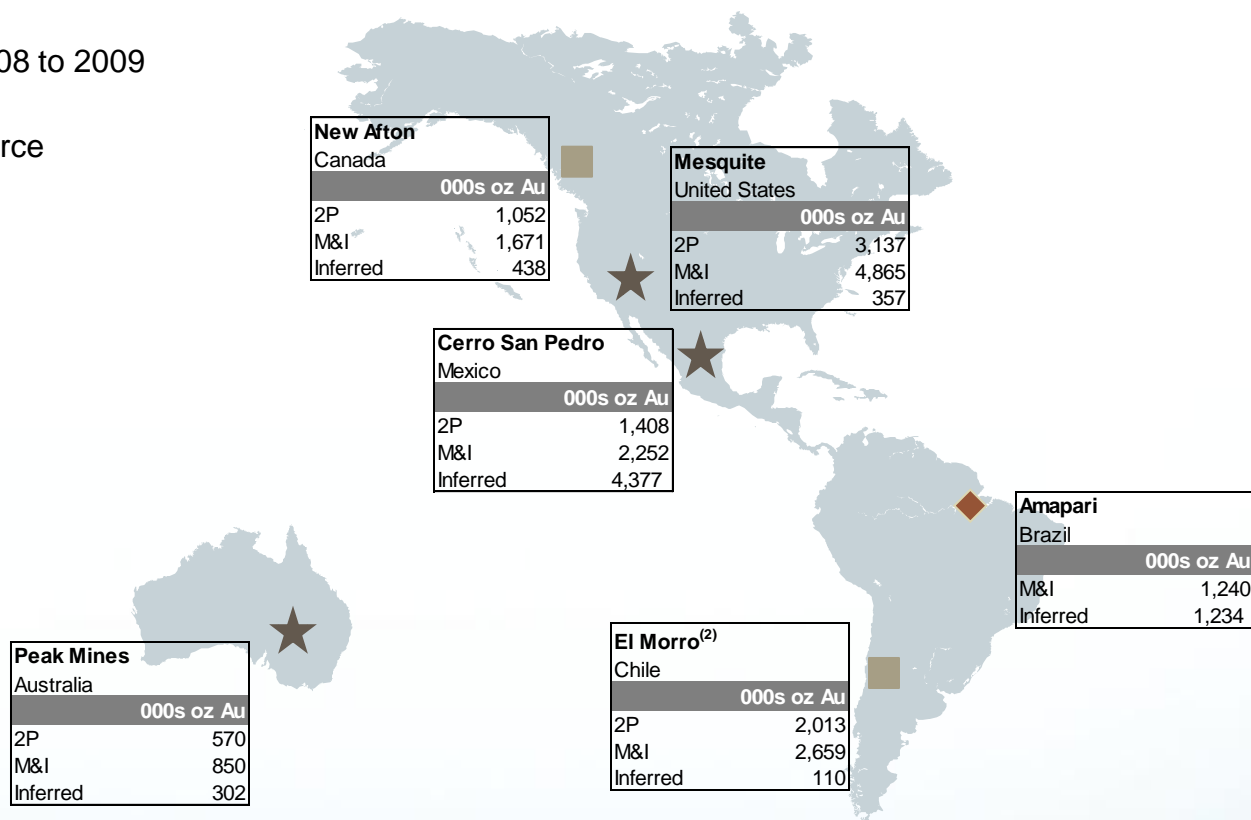 08 to 2009
rce
New Afton
Canada
000s oz Au
2P 1,052
M&I 1,671
Inferred 438
Mesquite
United States
000s oz Au
2P 3,137
M&I 4,865
Inferred 357
Cerro San Pedro
Mexico
000s oz Au
2P 1,408
M&I 2,252
Inferred 4,377
Amapari
Brazil
000s oz Au
M&I 1,240
Inferred 1,234
El Morro(2)
Chile
000s oz Au
2P 2,013
M&I 2,659
Inferred 110
Peak Mines
Australia
000s oz Au
2P 570
M&I 850
Inferred 302